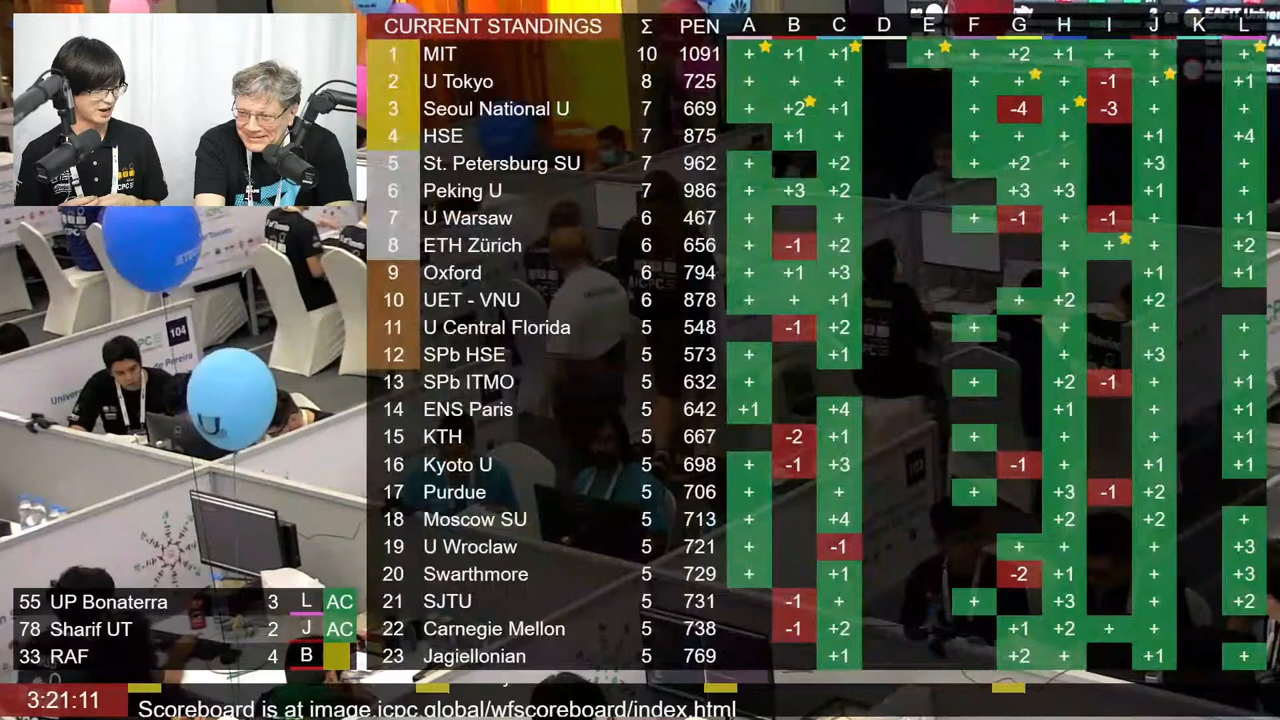 CURRENT STANDINGS Σ PEN A B C D E F G H I J K L
1 MIT 10 1091 + +1 +1 + + +2 +1 + + +
2 U Tokyo 8 725 + + + + + + -1 + +1
3 Seoul National U 7 669 + +2 +1 + -4 + -3 + +
4 HSE 7 875 +1 + + + + +1 +4
5 St. Petersburg SU 7 962 + +2 + +2 + +3 +
6 Peking U 7 986 + +3 +2 +3 +3 +1 +
7 U Warsaw 6 467 + + + -1 + -1 + +1
8 ETH Zürich 6 656 + -1 +2 + + + +2
9 Oxford 6 794 + +1 +3 + +1 +1
10 UET - VNU 6 878 + + +1 + +2 +2
11 U Central Florida 5 548 -1 +2 + + + +
12 SPb HSE 5 573 + +1 + +3 +
13 SPb ITMO 5 632 + + +2 -1 + +1
14 ENS Paris 5 642 +1 +4 +1 + +1
15 KTH 5 667 -2 +1 + + + +1
16 Kyoto U 5 698 + -1 +3 -1 + +1 +1
17 Purdue 5 706 + + + +3 -1 +2
18 Moscow SU 5 713 + +4 +2 +2 +
19 U Wroclaw 5 721 + -1 + + + +3
20 Swarthmore 5 729 + +1 -2 +1 + +3
21 SJTU 5 731 -1 + + +3 + +2
22 Carnegie Mellon 5 738 -1 +2 +1 +2 + +
23 Jagiellonian 5 769 +1 +2 + +1 +
104
55 UP Bonaterra 3 L AC
78 Sharif UT 2 J AC
33 RAF 4 B
3:21:11
Scoreboard is at image.icpc.global/wfscoreboard/index.html